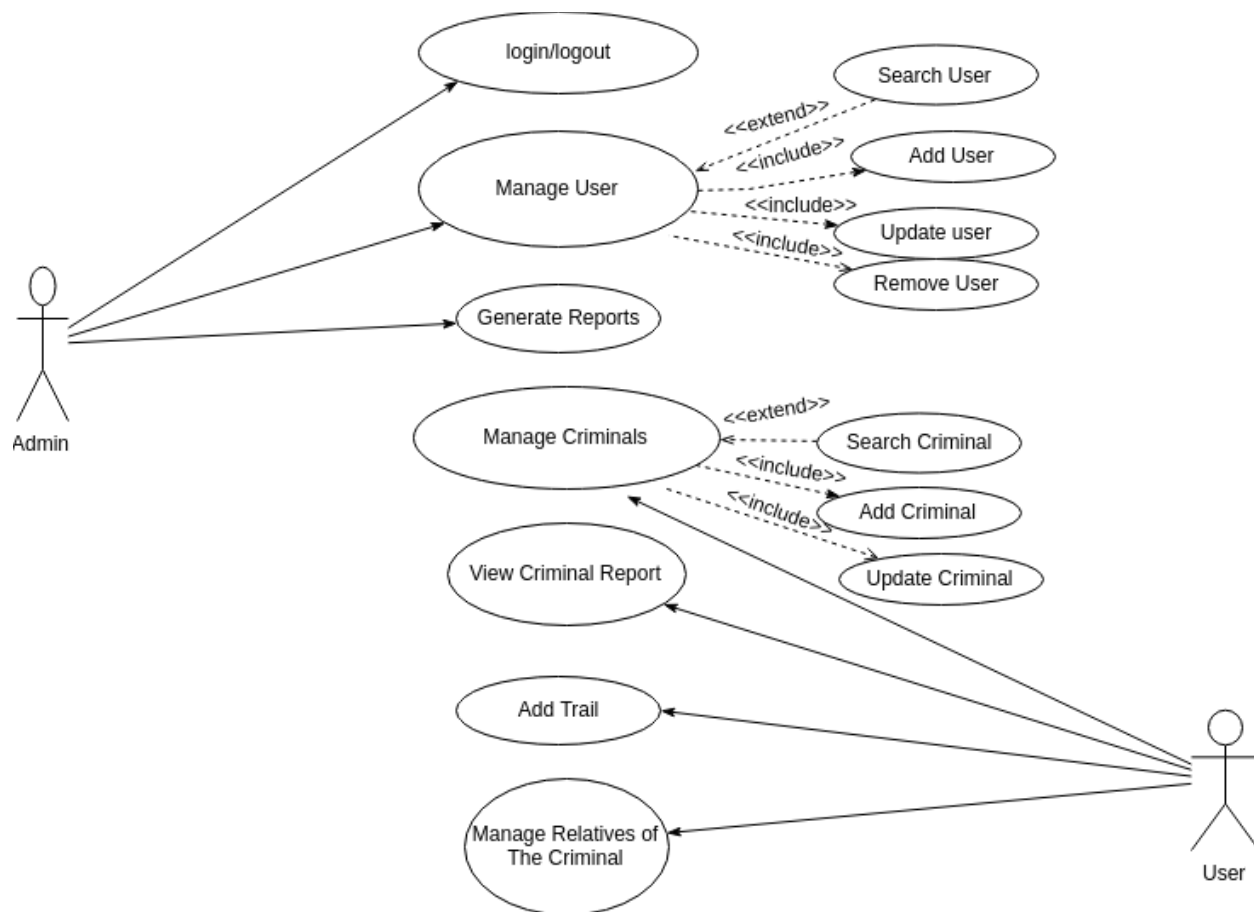 login/logout
Search User
<<extend>>
Add User
<<include>>
Manage User
<<include>>
Update user
<<include>>
Remove User
Generate Reports
Admin
<<extend>>
Manage Criminals
Search Criminal
<<include>>
Add Criminal
<<include>>
View Criminal Report
Update Criminal
Add Trail
Manage Relatives of
The Criminal
User